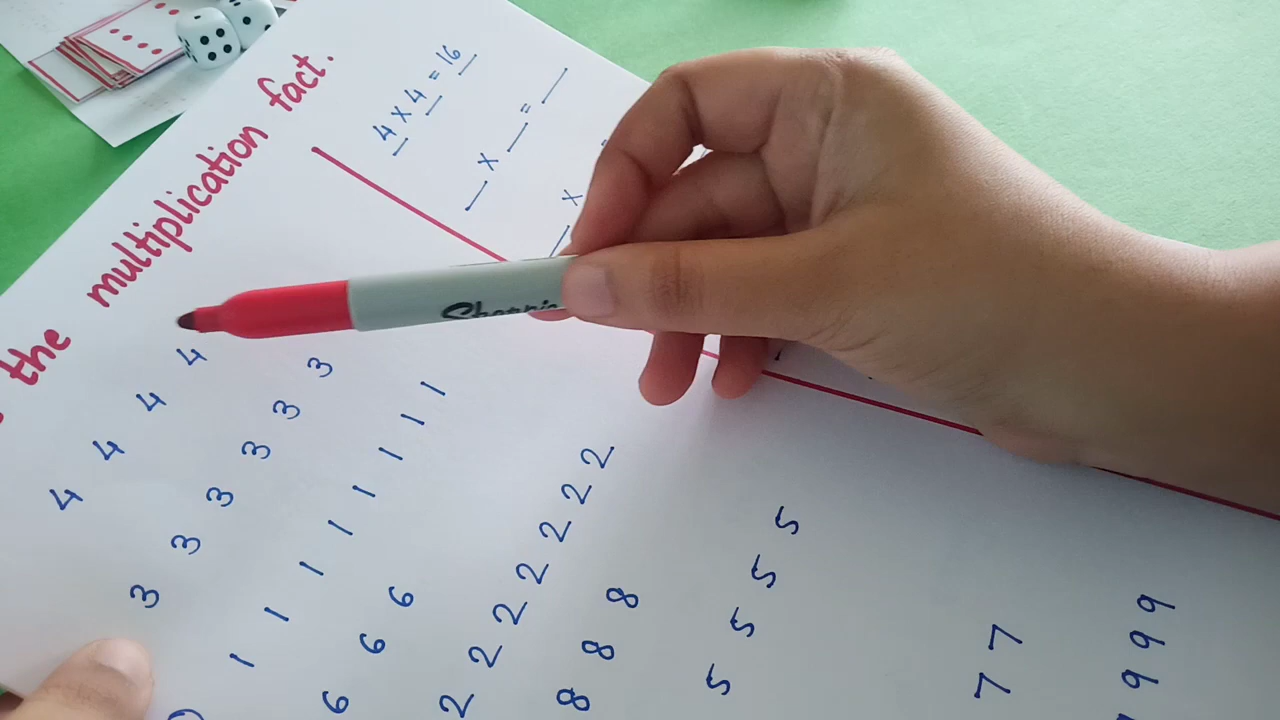 the multiplication fact.
4 x 4 = 16
x =
x
4 4 4 4
3 3 3 3 3 3
1 1 1 1 1 1 1 1
6 6 6
2 2 2 2 2 2 2
8 8 8
5 5 5 5
7 7
9 9 9
Sharpie